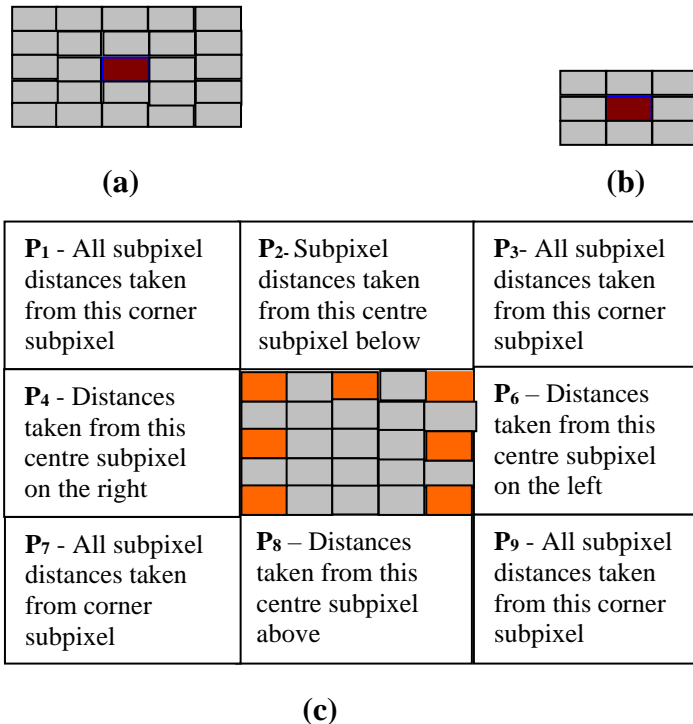 (a)
(b)
P1 - All subpixel
distances taken
from this corner
subpixel
P2- Subpixel
distances taken
from this centre
subpixel below
P3- All subpixel
distances taken
from this corner
subpixel
P4 - Distances
taken from this
centre subpixel
on the right
P6 – Distances
taken from this
centre subpixel
on the left
P7 - All subpixel
distances taken
from corner
subpixel
P8 – Distances
taken from this
centre subpixel
above
P9 - All subpixel
distances taken
from this corner
subpixel
(c)